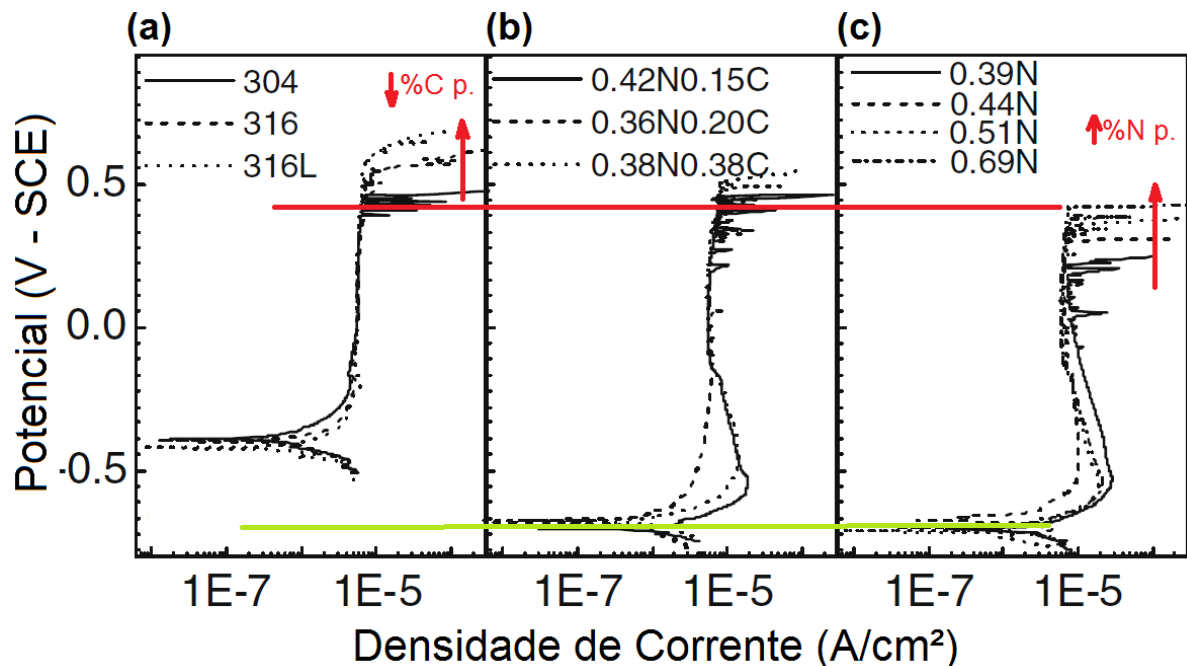 (a)
304
316
316L
↓%C p.
(b)
0.42N0.15C
0.36N0.20C
0.38N0.38C
(c)
0.39N
0.44N
0.51N
0.69N
↑%N p.
Potencial (V - SCE)
0.5
0.0
-0.5
1E-7
1E-5
1E-7
1E-5
1E-7
1E-5
Densidade de Corrente (A/cm²)